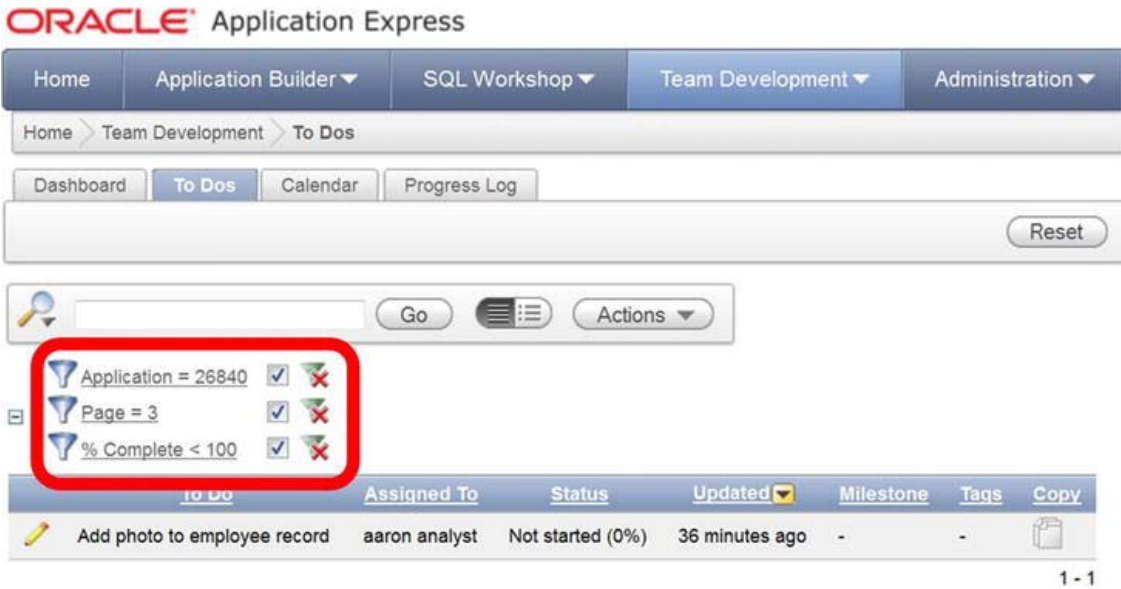 ORACLE Application Express
Home Application Builder SQL Workshop Team Development Administration
Home Team Development To Dos
Dashboard To Dos Calendar Progress Log
Reset
Go Actions
Application = 26840
Page = 3
% Complete < 100
To Do Assigned To Status Updated Milestone Tags Copy
Add photo to employee record aaron analyst Not started (0%) 36 minutes ago - -
1 - 1